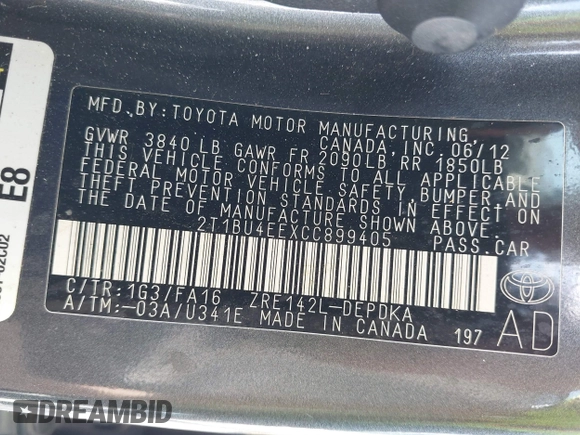 MFD. BY: TOYOTA MOTOR MANUFACTURING
CANADA, INC. 06/12
GVWR 3840 LB GAWR FR 2090LB RR 1850LB
THIS VEHICLE CONFORMS TO ALL APPLICABLE
FEDERAL MOTOR VEHICLE SAFETY, BUMPER AND
THEFT PREVENTION STANDARDS IN EFFECT ON
THE DATE OF MANUFACTURE SHOWN ABOVE.
2T1BU4EEXCC899405 PASS.CAR
C/TR: 1G3/FA16 ZRE142L-DEPDKA
A/TM:-03A/U341E MADE IN CANADA 197
AD
E8
DREAMBID